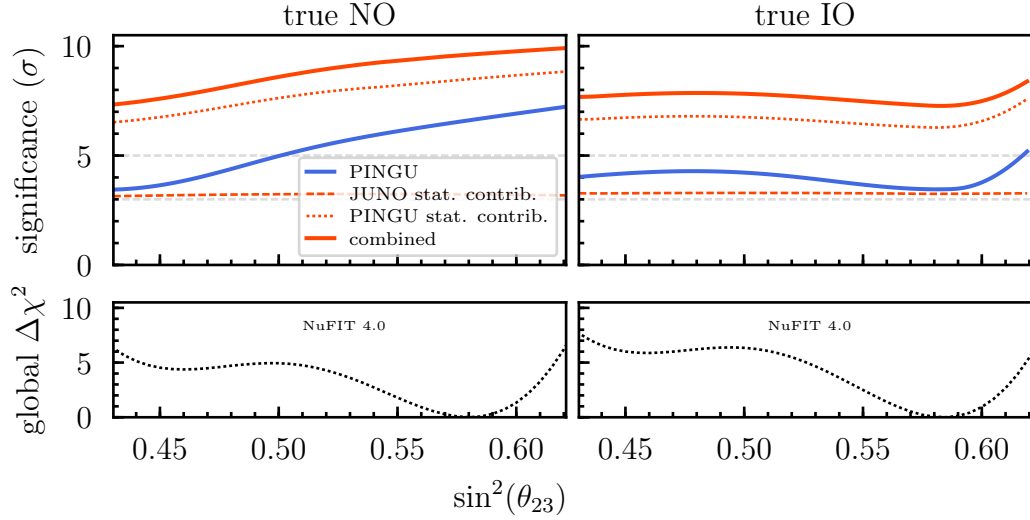 true NO
true IO
significance (σ)
10
5
0
PINGU
JUNO stat. contrib.
PINGU stat. contrib.
combined
global Δχ²
10
5
0
NuFIT 4.0
NuFIT 4.0
0.45 0.50 0.55 0.60
0.45 0.50 0.55 0.60
sin²(θ₂₃)